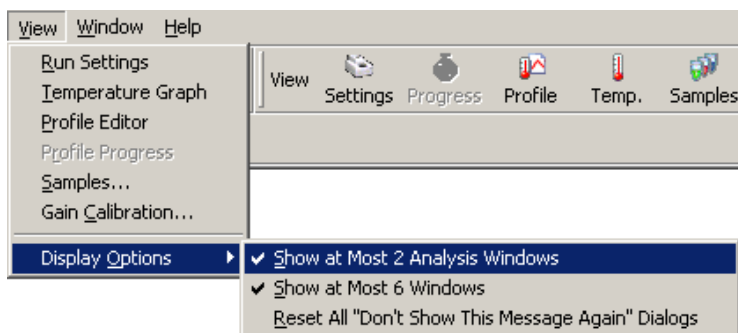 View Window Help
Run Settings
Temperature Graph
Profile Editor
Profile Progress
Samples...
Gain Calibration...
Display Options
View Settings Progress Profile Temp. Samples
Show at Most 2 Analysis Windows
Show at Most 6 Windows
Reset All "Don't Show This Message Again" Dialogs